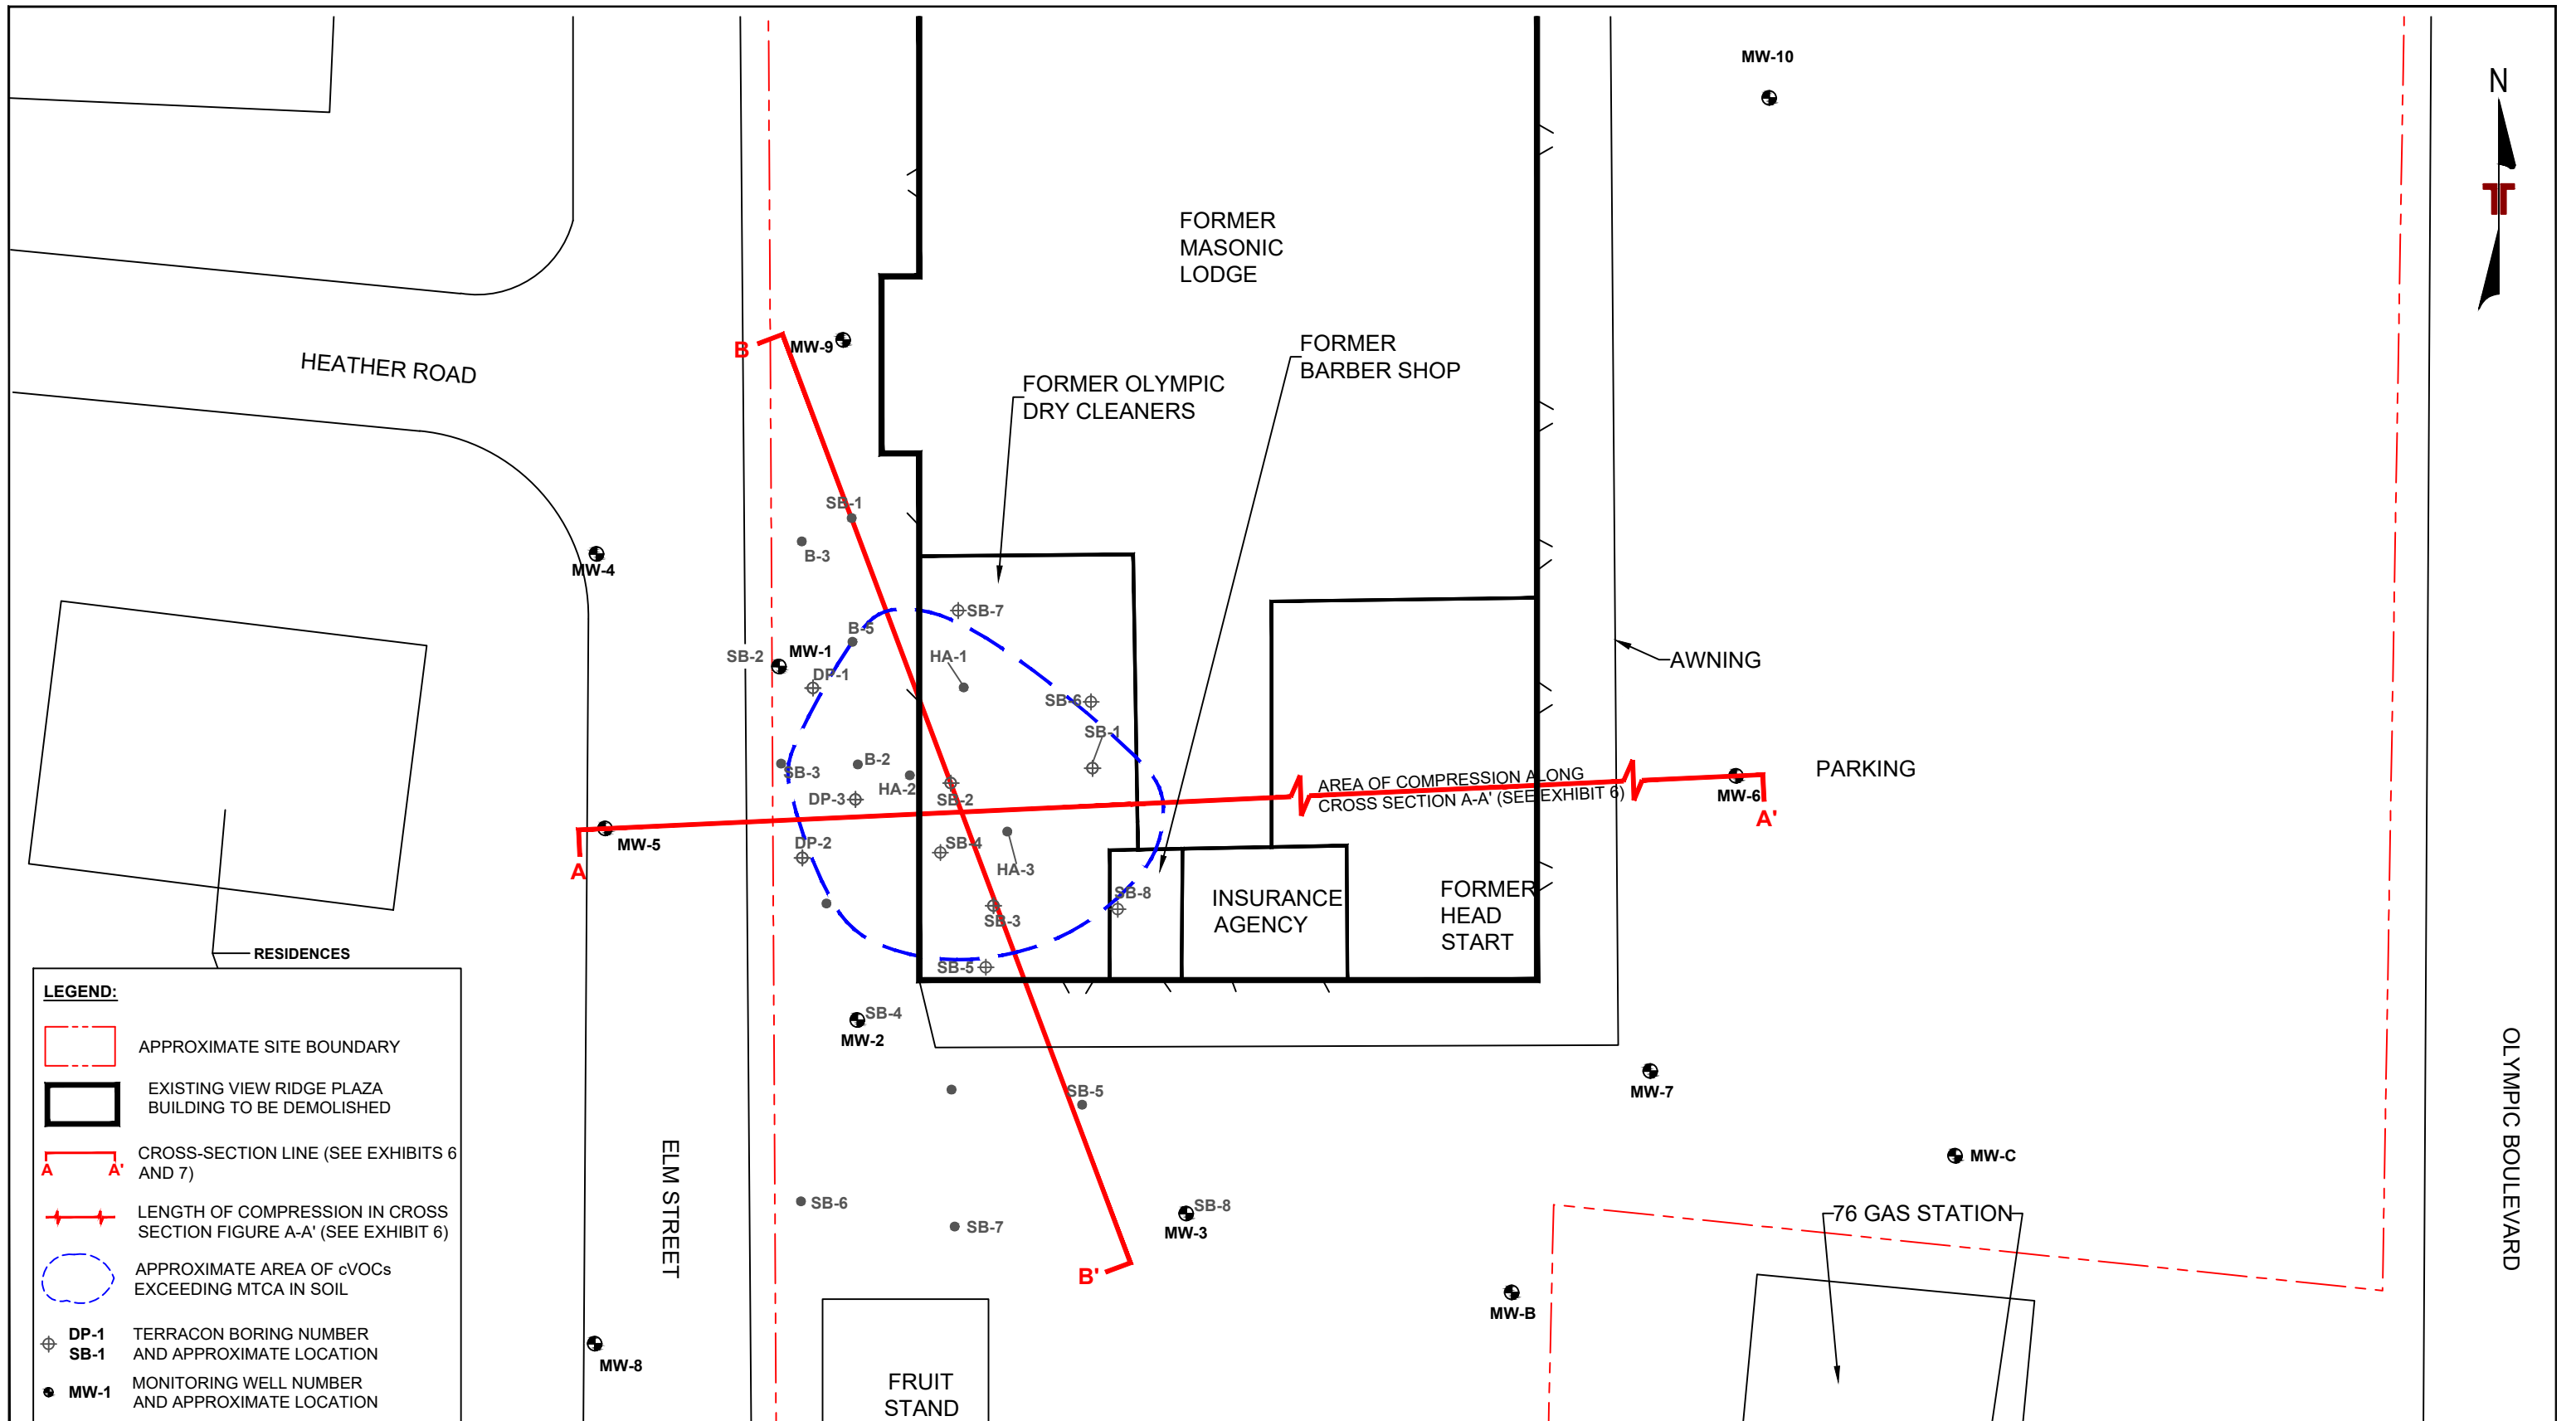 MW-10
N
FORMER
MASONIC
LODGE
HEATHER ROAD
B
MW-9
FORMER
BARBER SHOP
FORMER OLYMPIC
DRY CLEANERS
SB-1
B-3
MW-4
SB-7
B-5
SB-2
MW-1
HA-1
AWNING
DP-1
SB-6
SB-1
B-2
SB-3
HA-2
DP-3
SB-2
AREA OF COMPRESSION ALONG
CROSS SECTION A-A' (SEE EXHIBIT 6)
PARKING
MW-6
A'
MW-5
A
DP-2
SB-4
HA-3
SB-8
SB-3
INSURANCE
AGENCY
FORMER
HEAD
START
RESIDENCES
SB-5
SB-4
MW-2
SB-5
MW-7
MW-C
SB-6
SB-7
SB-8
MW-3
76 GAS STATION
B'
MW-B
MW-8
FRUIT
STAND
ELM STREET
OLYMPIC BOULEVARD
LEGEND:
APPROXIMATE SITE BOUNDARY
EXISTING VIEW RIDGE PLAZA
BUILDING TO BE DEMOLISHED
A A' CROSS-SECTION LINE (SEE EXHIBITS 6
AND 7)
LENGTH OF COMPRESSION IN CROSS
SECTION FIGURE A-A' (SEE EXHIBIT 6)
APPROXIMATE AREA OF cVOCs
EXCEEDING MTCA IN SOIL
DP-1 TERRACON BORING NUMBER
SB-1 AND APPROXIMATE LOCATION
MW-1 MONITORING WELL NUMBER
AND APPROXIMATE LOCATION